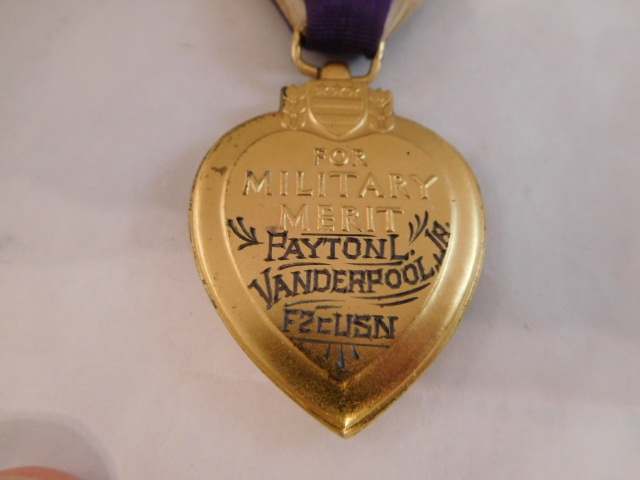 FOR
MILITARY
MERIT
PAYTON L.
VANDERPOOL, JR.
F2c USN